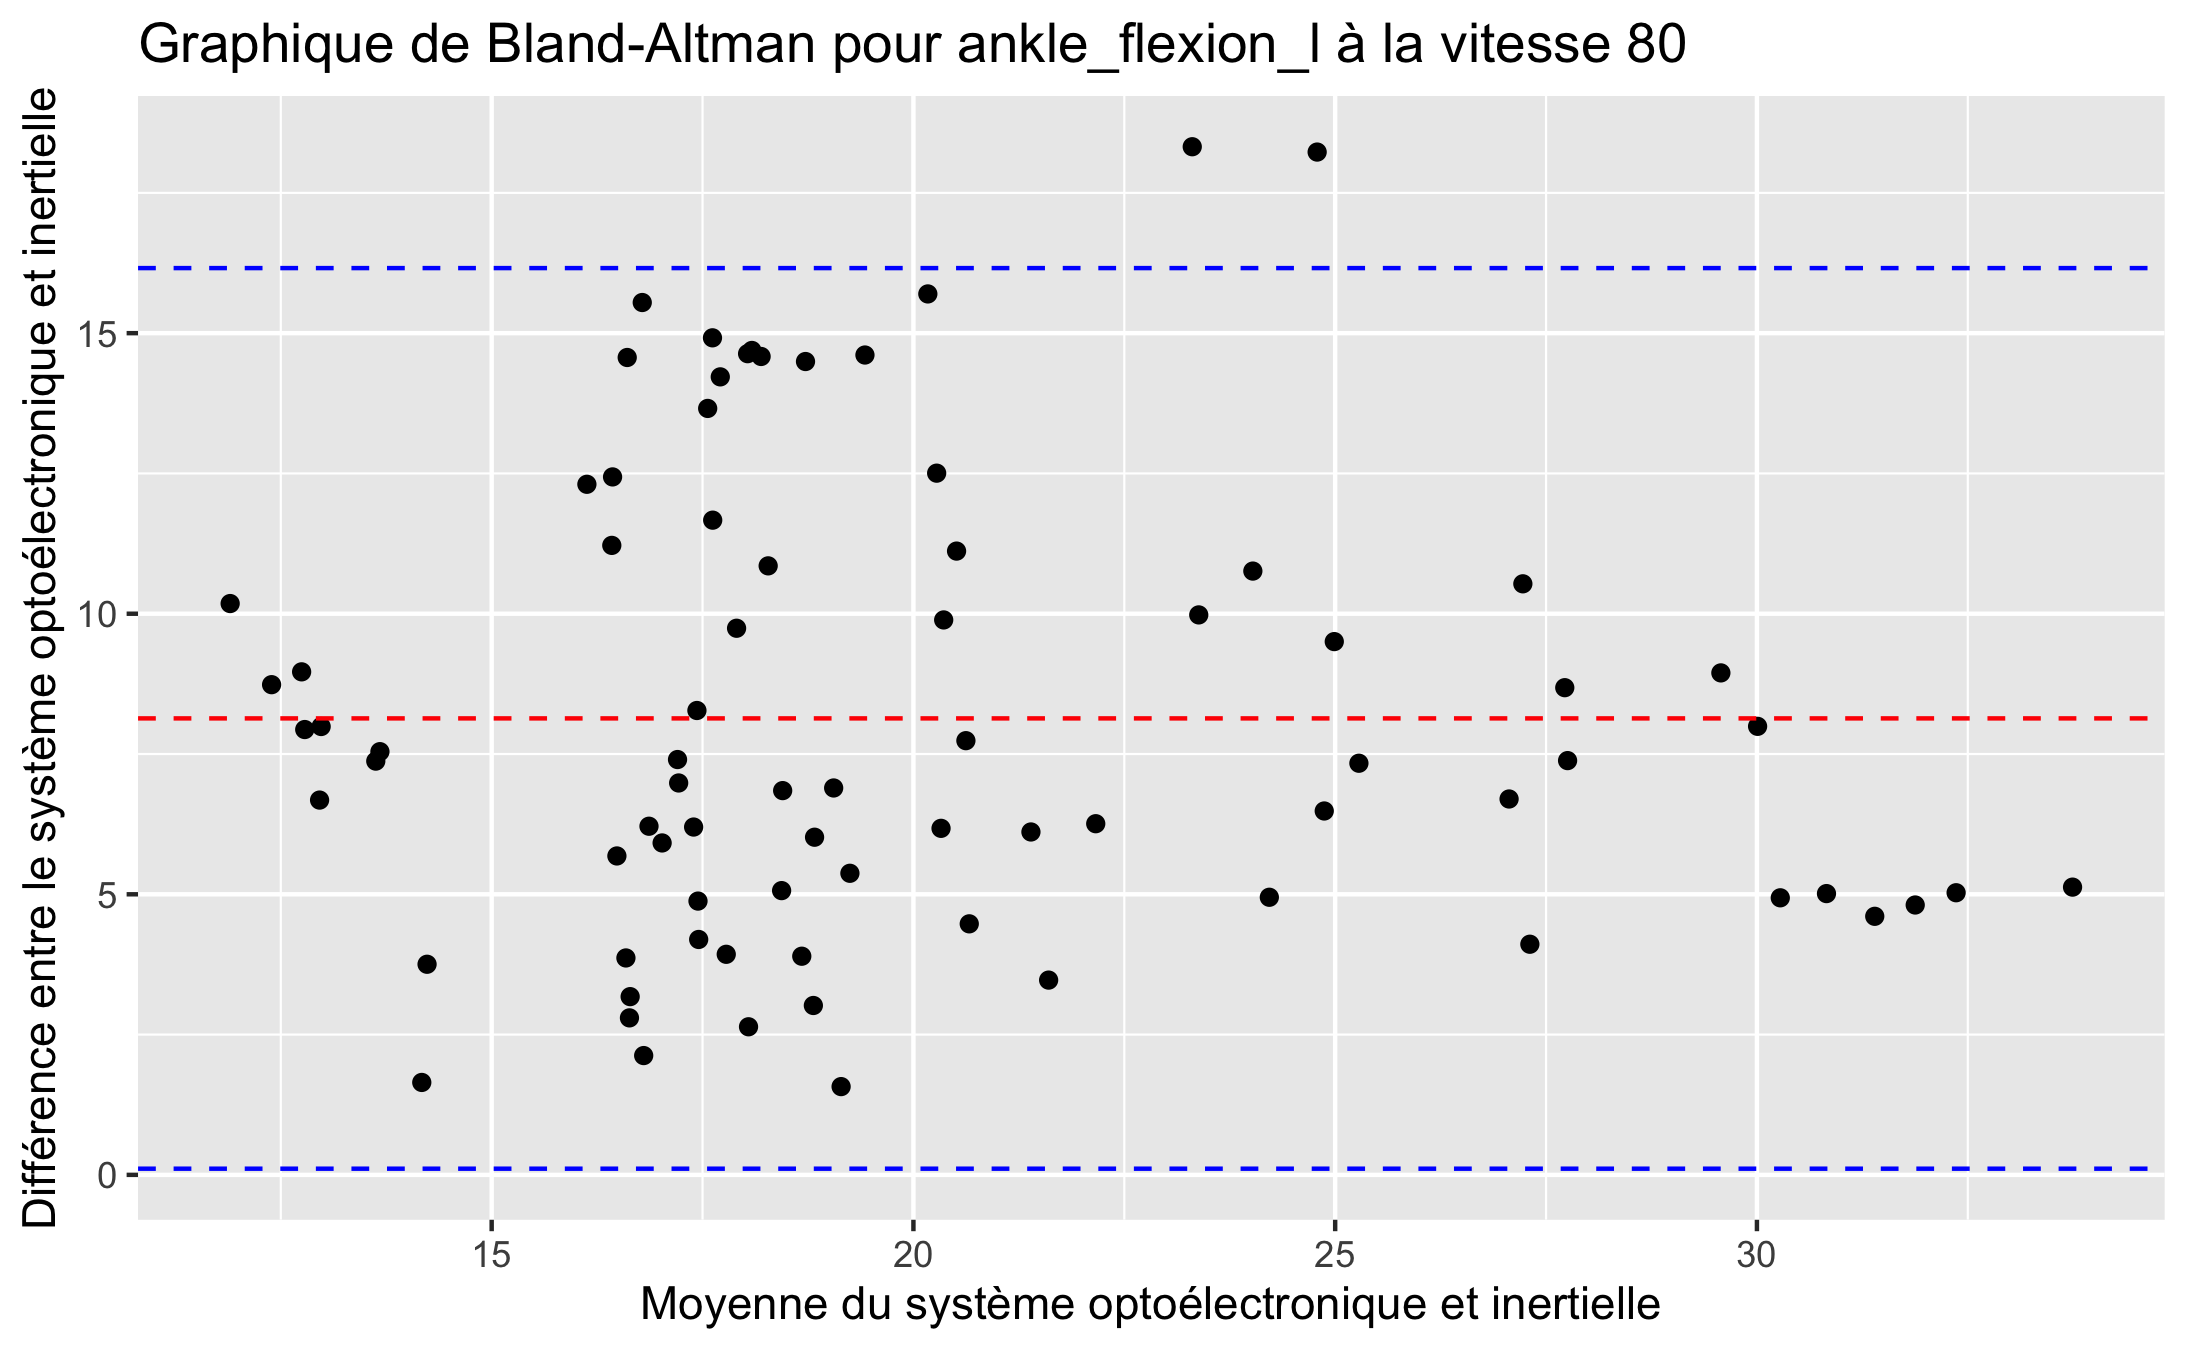 Graphique de Bland-Altman pour ankle_flexion_l à la vitesse 80
Différence entre le système optoélectronique et inertielle
15
10
5
0
15 20 25 30
Moyenne du système optoélectronique et inertielle